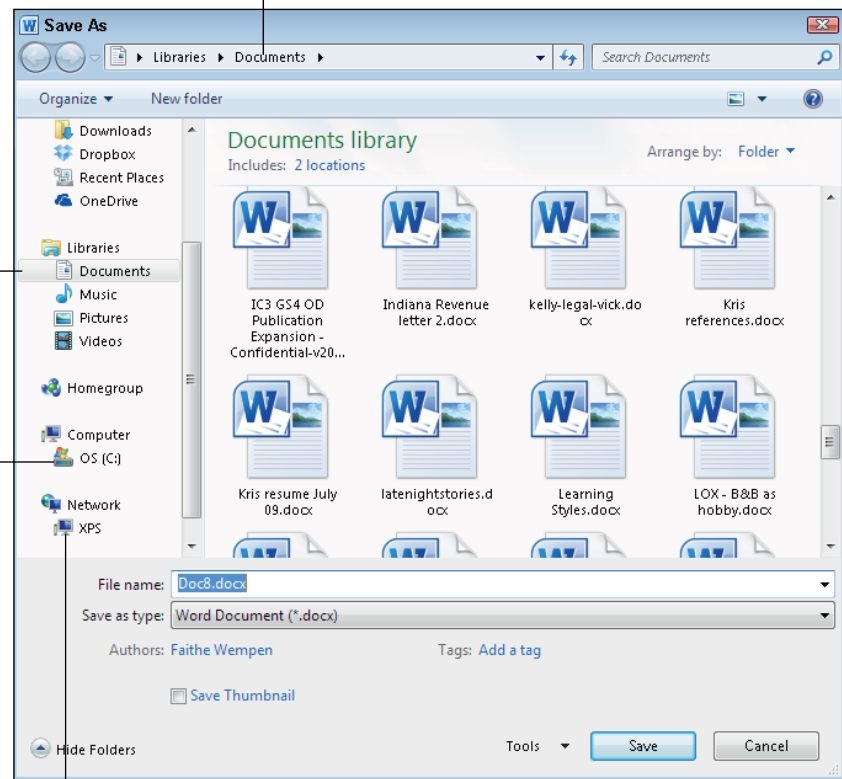 Save As
Libraries Documents
Search Documents
Organize
New folder
Downloads
Dropbox
Recent Places
OneDrive
Libraries
Documents
Music
Pictures
Videos
Homegroup
Computer
OS (C:)
Network
XPS
Documents library
Includes: 2 locations
Arrange by: Folder
IC3 GS4 OD
Publication
Expansion -
Confidential-v20...
Indiana Revenue
letter 2.docx
kelly-legal-vick.do
cx
Kris
references.docx
Kris resume July
09.docx
latenightstories.d
ocx
Learning
Styles.docx
LOX - B&B as
hobby.docx
File name: Doc8.docx
Save as type: Word Document (*.docx)
Authors: Faithe Wempen
Tags: Add a tag
Save Thumbnail
Hide Folders
Tools
Save
Cancel